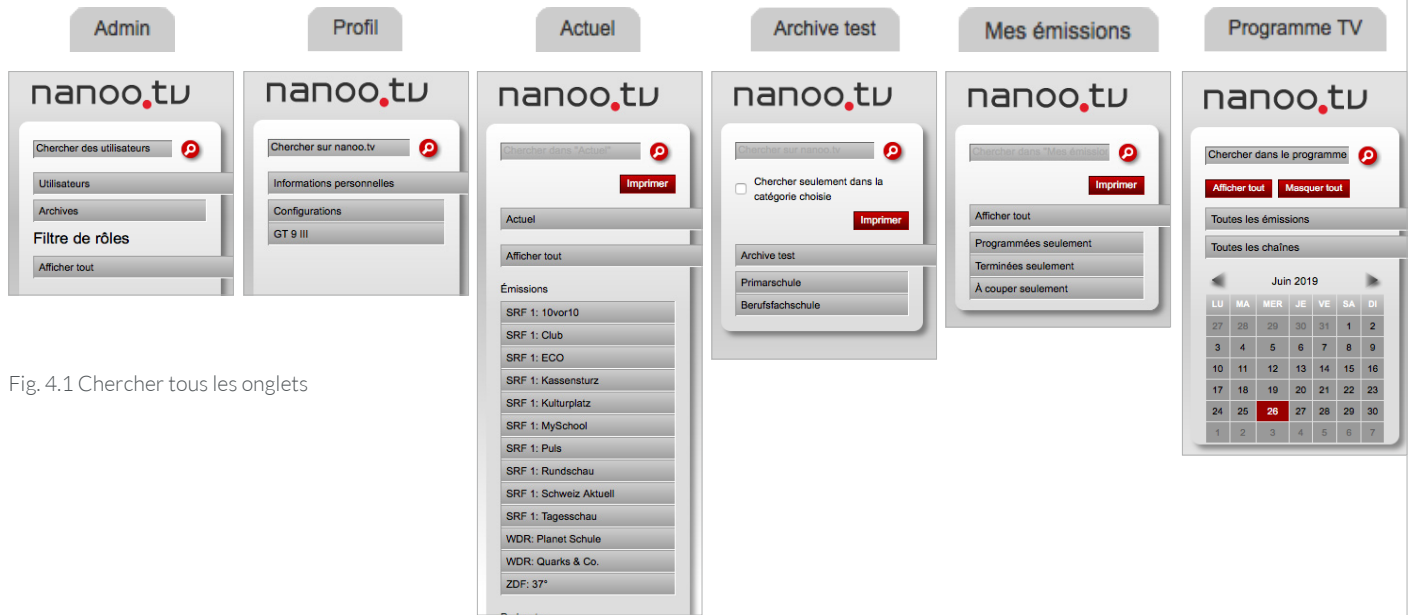 Admin
nanoo.tv
Chercher des utilisateurs
Utilisateurs
Archives
Filtre de rôles
Afficher tout
Profil
nanoo.tv
Chercher sur nanoo.tv
Informations personnelles
Configurations
GT 9 III
Actuel
nanoo.tv
Chercher dans "Actuel"
Imprimer
Actuel
Afficher tout
Émissions
SRF 1: 10vor10
SRF 1: Club
SRF 1: ECO
SRF 1: Kassensturz
SRF 1: Kulturplatz
SRF 1: MySchool
SRF 1: Puls
SRF 1: Rundschau
SRF 1: Schweiz Aktuell
SRF 1: Tagesschau
WDR: Planet Schule
WDR: Quarks & Co.
ZDF: 37°
Archive test
nanoo.tv
Chercher sur nanoo.tv
Chercher seulement dans la
catégorie choisie
Imprimer
Archive test
Primarschule
Berufsfachschule
Mes émissions
nanoo.tv
Chercher dans "Mes émission
Imprimer
Afficher tout
Programmées seulement
Terminées seulement
À couper seulement
Programme TV
nanoo.tv
Chercher dans le programme
Afficher tout Masquer tout
Toutes les émissions
Toutes les chaînes
Juin 2019
LU MA MER JE VE SA DI
27 28 29 30 31 1 2
3 4 5 6 7 8 9
10 11 12 13 14 15 16
17 18 19 20 21 22 23
24 25 26 27 28 29 30
1 2 3 4 5 6 7
Fig. 4.1 Chercher tous les onglets